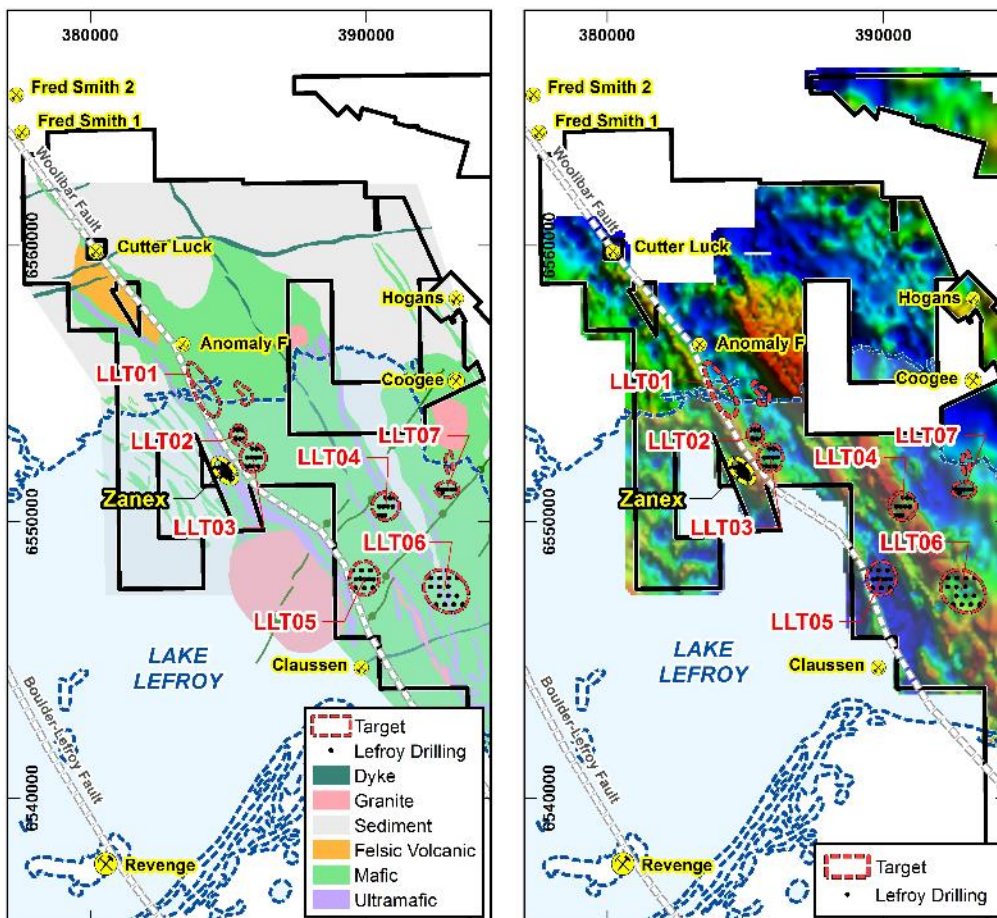 380000
390000
Fred Smith 2
Fred Smith 1
Woolibar Fault
6560000
Cutter Luck
Hogans
Anomaly F
LLT01
Coogee
LLT02
LLT07
LLT04
Zanex
6550000
LLT03
LLT06
LLT05
LAKE
LEFROY
Claussen
Boulder-Lefroy Fault
6540000
Revenge
Target
Lefroy Drilling
Dyke
Granite
Sediment
Felsic Volcanic
Mafic
Ultramafic
380000
390000
Fred Smith 2
Fred Smith 1
Woolibar Fault
6560000
Cutter Luck
Hogans
Anomaly F
LLT01
Coogee
LLT02
LLT07
LLT04
Zanex
6550000
LLT03
LLT06
LLT05
LAKE
LEFROY
Claussen
Boulder-Lefroy Fault
6540000
Revenge
Target
Lefroy Drilling